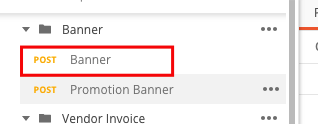 Banner
POST Banner
POST Promotion Banner
Vendor Invoice